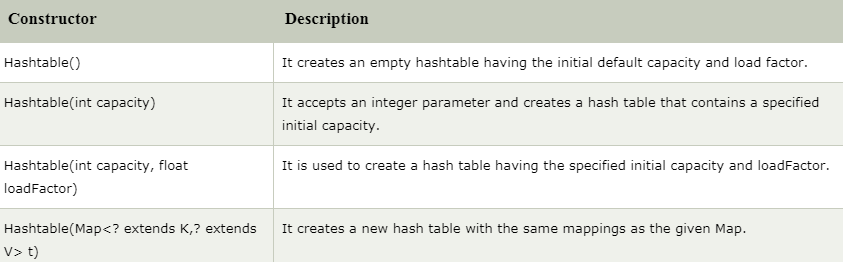 Constructor Description
Hashtable() It creates an empty hashtable having the initial default capacity and load factor.
Hashtable(int capacity) It accepts an integer parameter and creates a hash table that contains a specified
initial capacity.
Hashtable(int capacity, float It is used to create a hash table having the specified initial capacity and loadFactor.
loadFactor)
Hashtable(Map<? extends K,? extends It creates a new hash table with the same mappings as the given Map.
V> t)